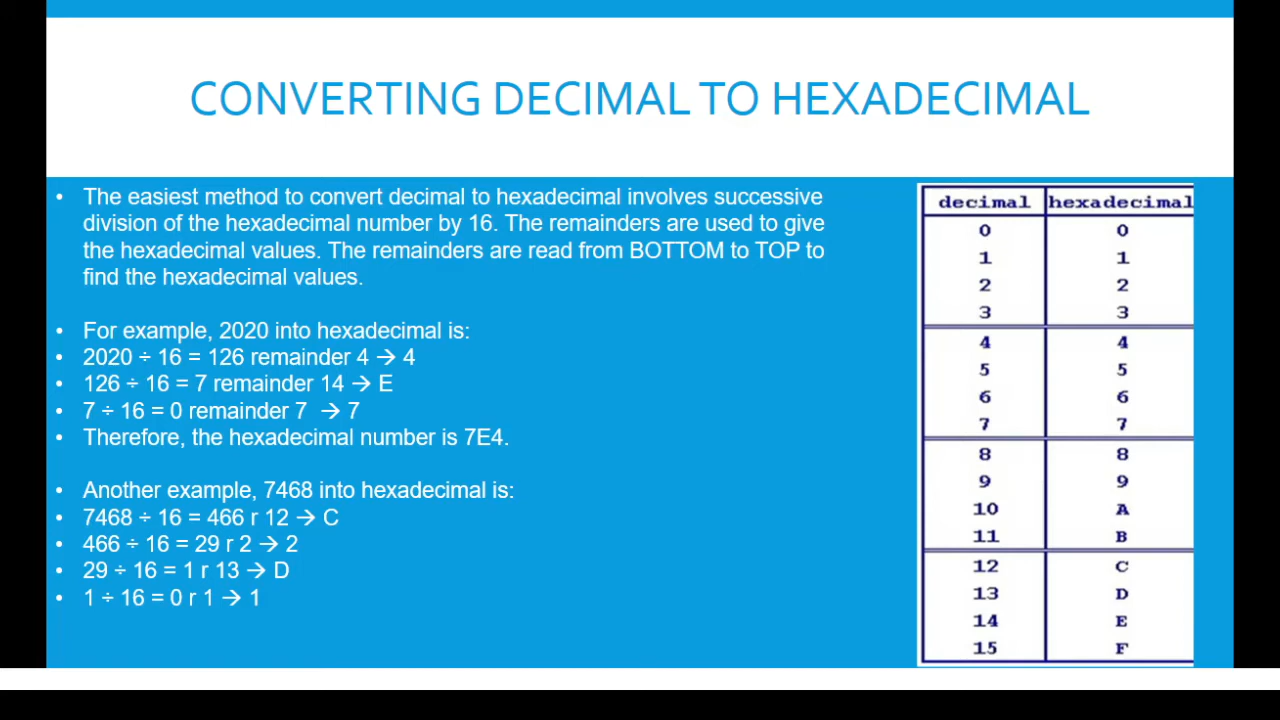 CONVERTING DECIMAL TO HEXADECIMAL
• The easiest method to convert decimal to hexadecimal involves successive
division of the hexadecimal number by 16. The remainders are used to give
the hexadecimal values. The remainders are read from BOTTOM to TOP to
find the hexadecimal values.
• For example, 2020 into hexadecimal is:
• 2020 ÷ 16 = 126 remainder 4 → 4
• 126 ÷ 16 = 7 remainder 14 → E
• 7 ÷ 16 = 0 remainder 7 → 7
• Therefore, the hexadecimal number is 7E4.
• Another example, 7468 into hexadecimal is:
• 7468 ÷ 16 = 466 r 12 → C
• 466 ÷ 16 = 29 r 2 → 2
• 29 ÷ 16 = 1 r 13 → D
• 1 ÷ 16 = 0 r 1 → 1
decimal hexadecimal
0 0
1 1
2 2
3 3
4 4
5 5
6 6
7 7
8 8
9 9
10 A
11 B
12 C
13 D
14 E
15 F